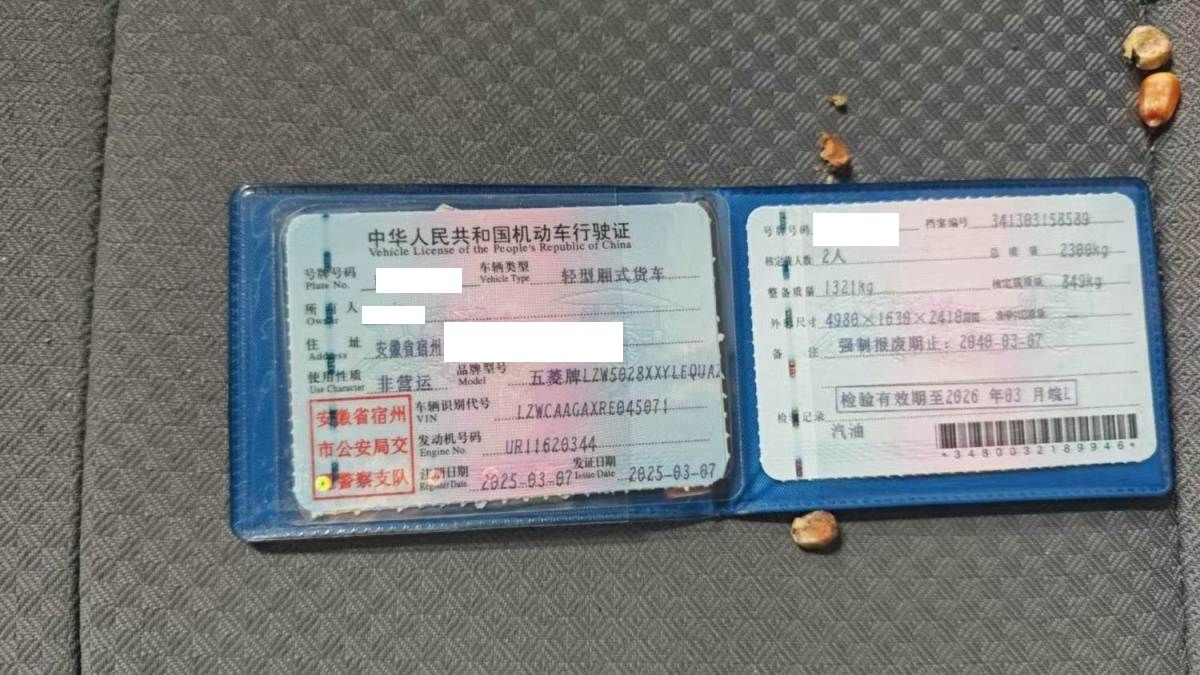 中华人民共和国机动车行驶证
Vehicle License of the People's Republic of China
号牌号码 Plate No. 车辆类型 Vehicle Type 轻型厢式货车
所有人 Owner
住址 Address 安徽省宿州
使用性质 Use Character 非营运 品牌型号 Model 五菱牌LZW5028XXYLEQUA
安徽省宿州
市公安局交
警察支队
车辆识别代号 VIN LZWCAAGAXRE045071
发动机号码 Engine No. UR11620344
注册日期 Register Date 2025-03-07 发证日期 Issue Date 2025-03-07
号牌号码 档案编号 341303158589
核定载人数 2人 总质量 2300kg
整备质量 1321kg 核定载质量 849kg
外廓尺寸 4980×1630×2410
备注 强制报废期止：2040-03-07
检验有效期至2026 年03 月皖L
检验记录
汽油
*3480032189946*